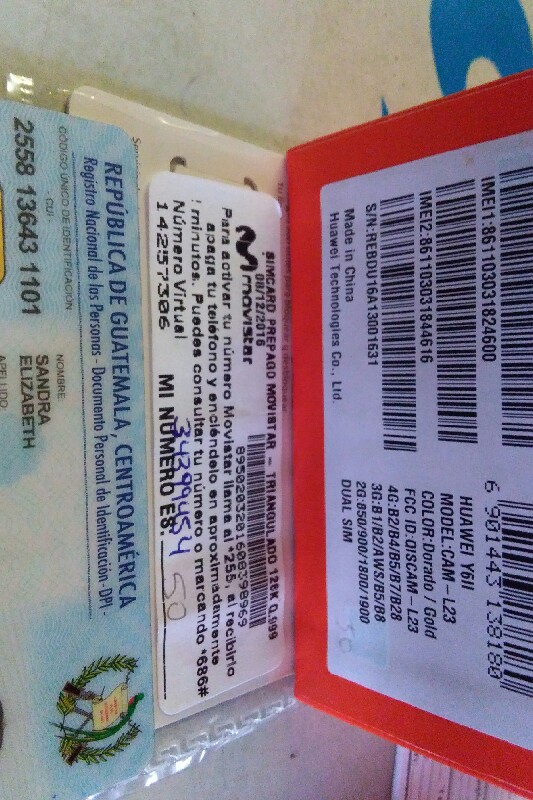 REPÚBLICA DE GUATEMALA, CENTROAMÉRICA
Registro Nacional de las Personas - Documento Personal de Identificación -DPI-
CÓDIGO ÚNICO DE IDENTIFICACIÓN
CUI
2558 13643 1101
NOMBRE
SANDRA
ELIZABETH
APELLIDO
SIMCARD PREPAGO MOVISTAR - TRIANGULADO 128K Q.999
08/12/2016
movistar
8950203201608398969
Para activar tu número Movistar llama al *255, al recibirlo
apaga tu teléfono y enciéndelo en aproximadamente
minutos. Puedes consultar tu número o marcando *686#
Número Virtual
14257306
MI NÚMERO ES:
34399454
50
IMEI1:861103031824600
IMEI2:861103031844616
S/N:REBDU16A13001631
Huawei Technologies Co., Ltd.
Made in China
6 901443 138180
HUAWEI Y6II
MODEL:CAM-L23
COLOR:Dorado / Gold
FCC ID:QISCAM-L23
4G:B2/B4/B5/B7/B28
3G:B1/B2/AWS/B5/B8
2G:850/900/1800/1900
DUAL SIM